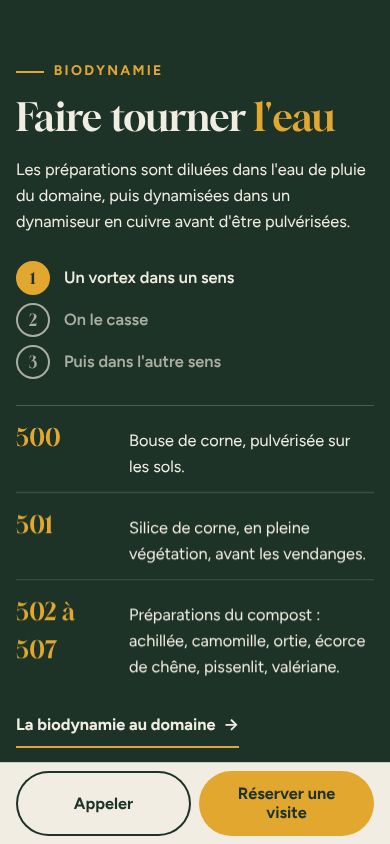 BIODYNAMIE
Faire tourner l'eau
Les préparations sont diluées dans l'eau de pluie
du domaine, puis dynamisées dans un
dynamiseur en cuivre avant d'être pulvérisées.
1 Un vortex dans un sens
2 On le casse
3 Puis dans l'autre sens
500 Bouse de corne, pulvérisée sur
les sols.
501 Silice de corne, en pleine
végétation, avant les vendanges.
502 à
507
Préparations du compost :
achillée, camomille, ortie, écorce
de chêne, pissenlit, valériane.
La biodynamie au domaine →
Appeler
Réserver une
visite